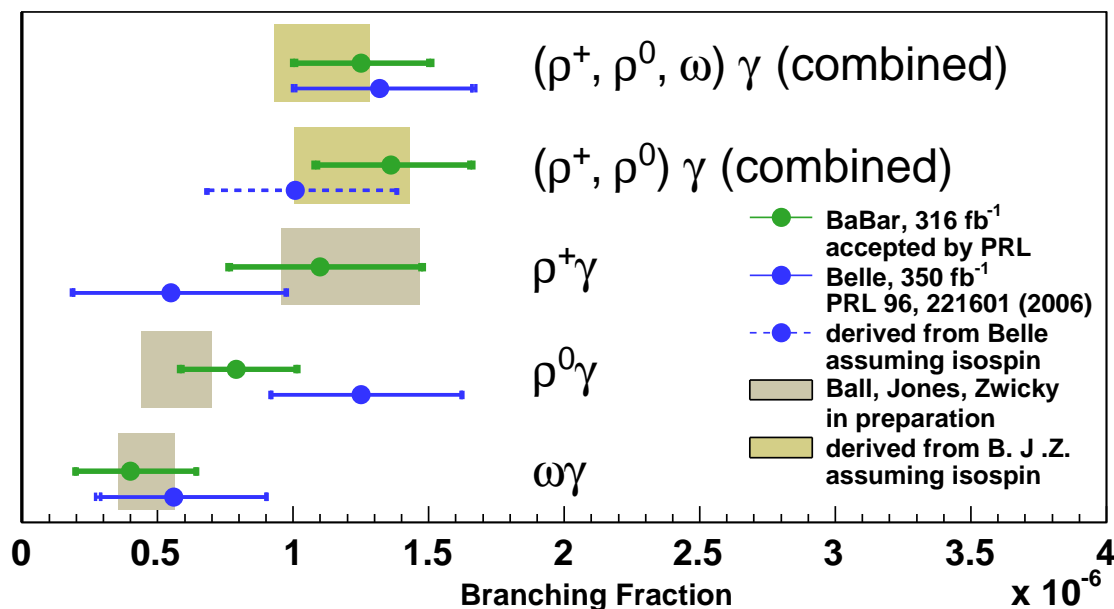 (ρ⁺, ρ⁰, ω) γ (combined)
(ρ⁺, ρ⁰) γ (combined)
ρ⁺γ
ρ⁰γ
ωγ
BaBar, 316 fb⁻¹
accepted by PRL
Belle, 350 fb⁻¹
PRL 96, 221601 (2006)
derived from Belle
assuming isospin
Ball, Jones, Zwicky
in preparation
derived from B. J .Z.
assuming isospin
0 0.5 1 1.5 2 2.5 3 3.5 4
Branching Fraction
x 10⁻⁶